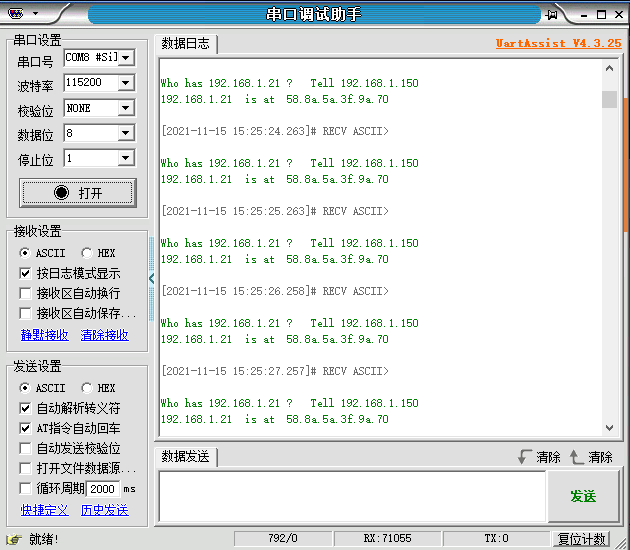 串口调试助手
串口设置
串口号 COM8 #Sil
波特率 115200
校验位 NONE
数据位 8
停止位 1
打开
接收设置
ASCII HEX
按日志模式显示
接收区自动换行
接收区自动保存...
静默接收 清除接收
发送设置
ASCII HEX
自动解析转义符
AT指令自动回车
自动发送校验位
打开文件数据源...
循环周期 2000 ms
快捷定义 历史发送
数据日志 UartAssist V4.3.25
Who has 192.168.1.21 ? Tell 192.168.1.150
192.168.1.21 is at 58.8a.5a.3f.9a.70
[2021-11-15 15:25:24.263]# RECV ASCII>
Who has 192.168.1.21 ? Tell 192.168.1.150
192.168.1.21 is at 58.8a.5a.3f.9a.70
[2021-11-15 15:25:25.263]# RECV ASCII>
Who has 192.168.1.21 ? Tell 192.168.1.150
192.168.1.21 is at 58.8a.5a.3f.9a.70
[2021-11-15 15:25:26.258]# RECV ASCII>
Who has 192.168.1.21 ? Tell 192.168.1.150
192.168.1.21 is at 58.8a.5a.3f.9a.70
[2021-11-15 15:25:27.257]# RECV ASCII>
Who has 192.168.1.21 ? Tell 192.168.1.150
192.168.1.21 is at 58.8a.5a.3f.9a.70
数据发送 清除 清除
发送
就绪! 792/0 RX:71055 TX:0 复位计数